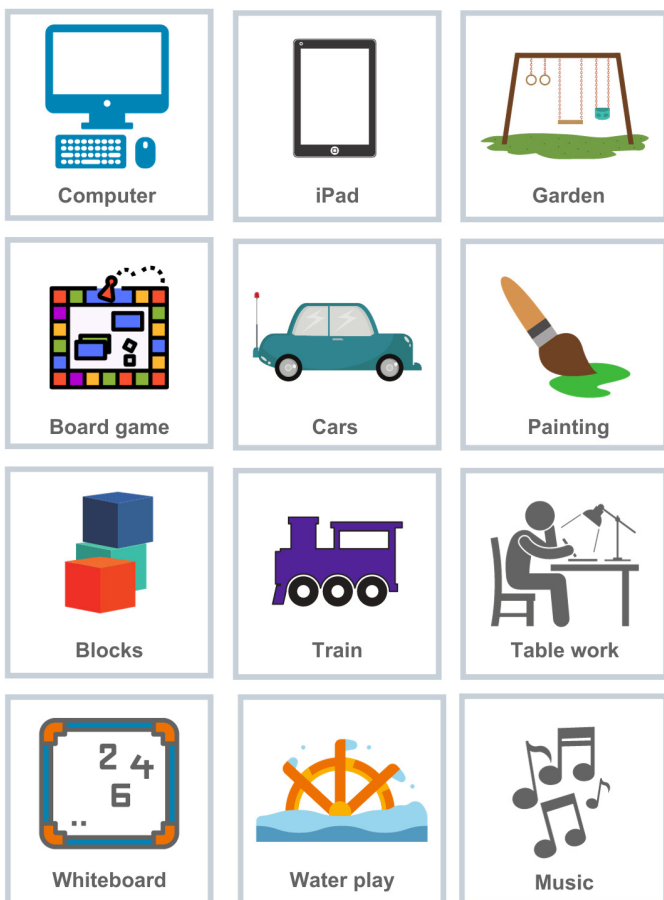 Computer
iPad
Garden
Board game
Cars
Painting
Blocks
Train
Table work
2 4
6
Whiteboard
Water play
Music